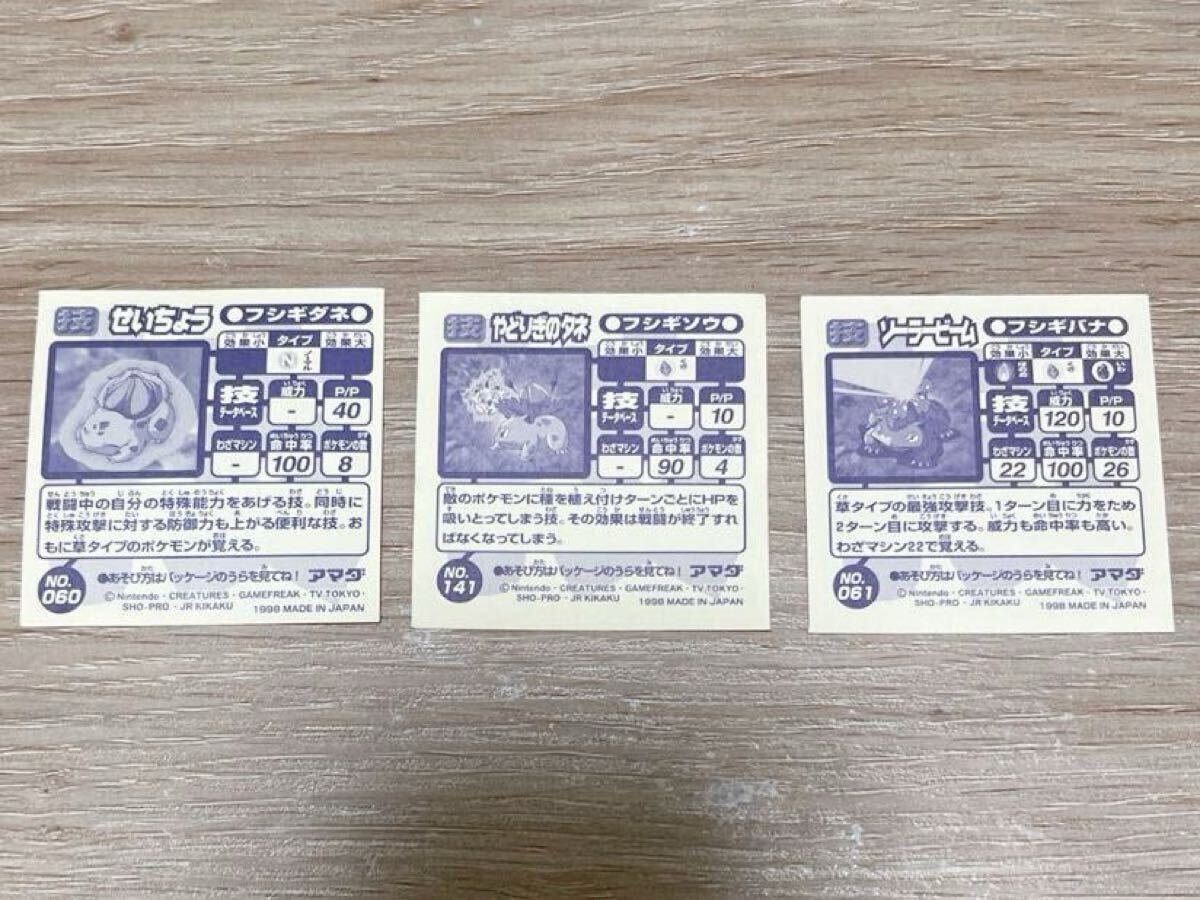 技 せいちょう ●フシギダネ●
効果小 タイプ 効果大
ノーマル
技 データベース 威力 P/P
- 40
わざマシン 命中率 ポケモンの数
- 100 8
戦闘中の自分の特殊能力をあげる技。同時に
特殊攻撃に対する防御力も上がる便利な技。お
もに草タイプのポケモンが覚える。
NO. 060
●あそび方はパッケージのうらを見てね! アマダ
©Nintendo・CREATURES・GAMEFREAK・TV TOKYO・
SHO-PRO・JR KIKAKU 1998 MADE IN JAPAN
技 やどりぎのタネ ●フシギソウ●
効果小 タイプ 効果大
くさ
技 データベース 威力 P/P
- 10
わざマシン 命中率 ポケモンの数
- 90 4
敵のポケモンに種を植え付けターンごとにHPを
吸いとってしまう技。その効果は戦闘が終了すれ
ばなくなってしまう。
NO. 141
●あそび方はパッケージのうらを見てね! アマダ
©Nintendo・CREATURES・GAMEFREAK・TV TOKYO・
SHO-PRO・JR KIKAKU 1998 MADE IN JAPAN
技 ソーラービーム ●フシギバナ●
効果小 タイプ 効果大
くさ いわ
技 データベース 威力 P/P
120 10
わざマシン 命中率 ポケモンの数
22 100 26
草タイプの最強攻撃技。1ターン目に力をため
2ターン目に攻撃する。威力も命中率も高い。
わざマシン22で覚える。
NO. 061
●あそび方はパッケージのうらを見てね! アマダ
©Nintendo・CREATURES・GAMEFREAK・TV TOKYO・
SHO-PRO・JR KIKAKU 1998 MADE IN JAPAN